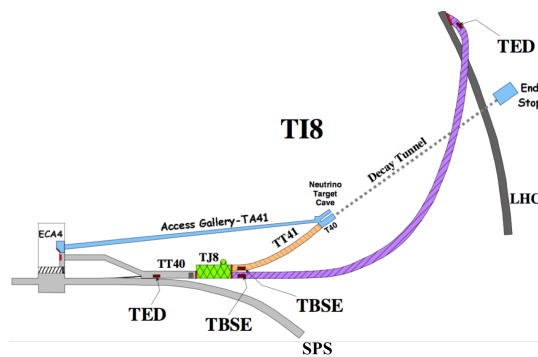 TED
End
Stop
TI8
Decay Tunnel
Neutrino
Target
Cave
LHC
T40
Access Gallery-TA41
TT41
ECA4
TJ8
TT40
TED
TBSE
TBSE
SPS